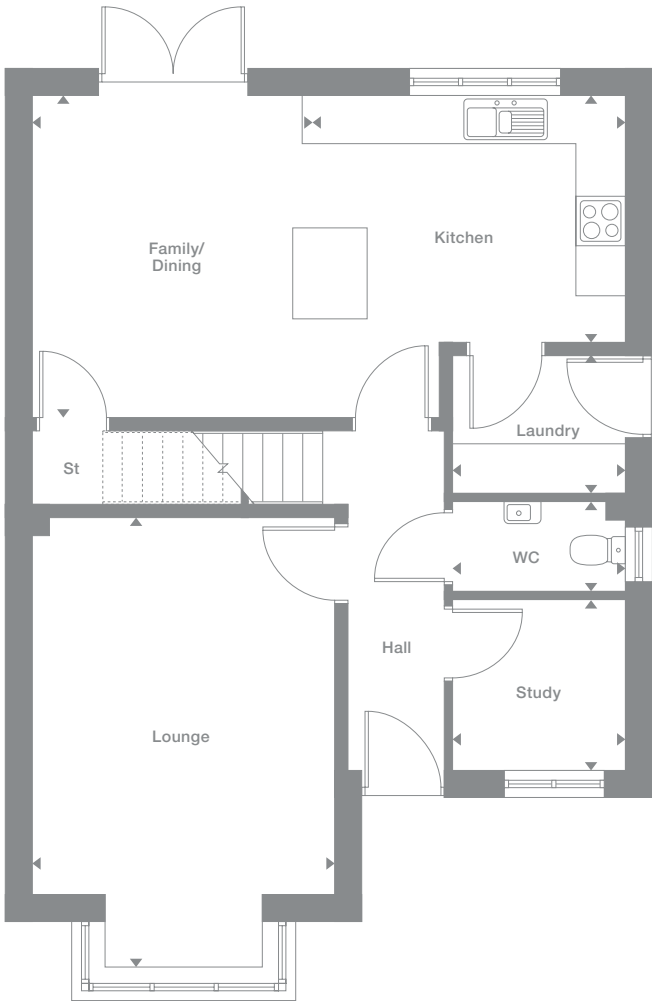 Family/
Dining
Kitchen
St
Laundry
WC
Hall
Study
Lounge